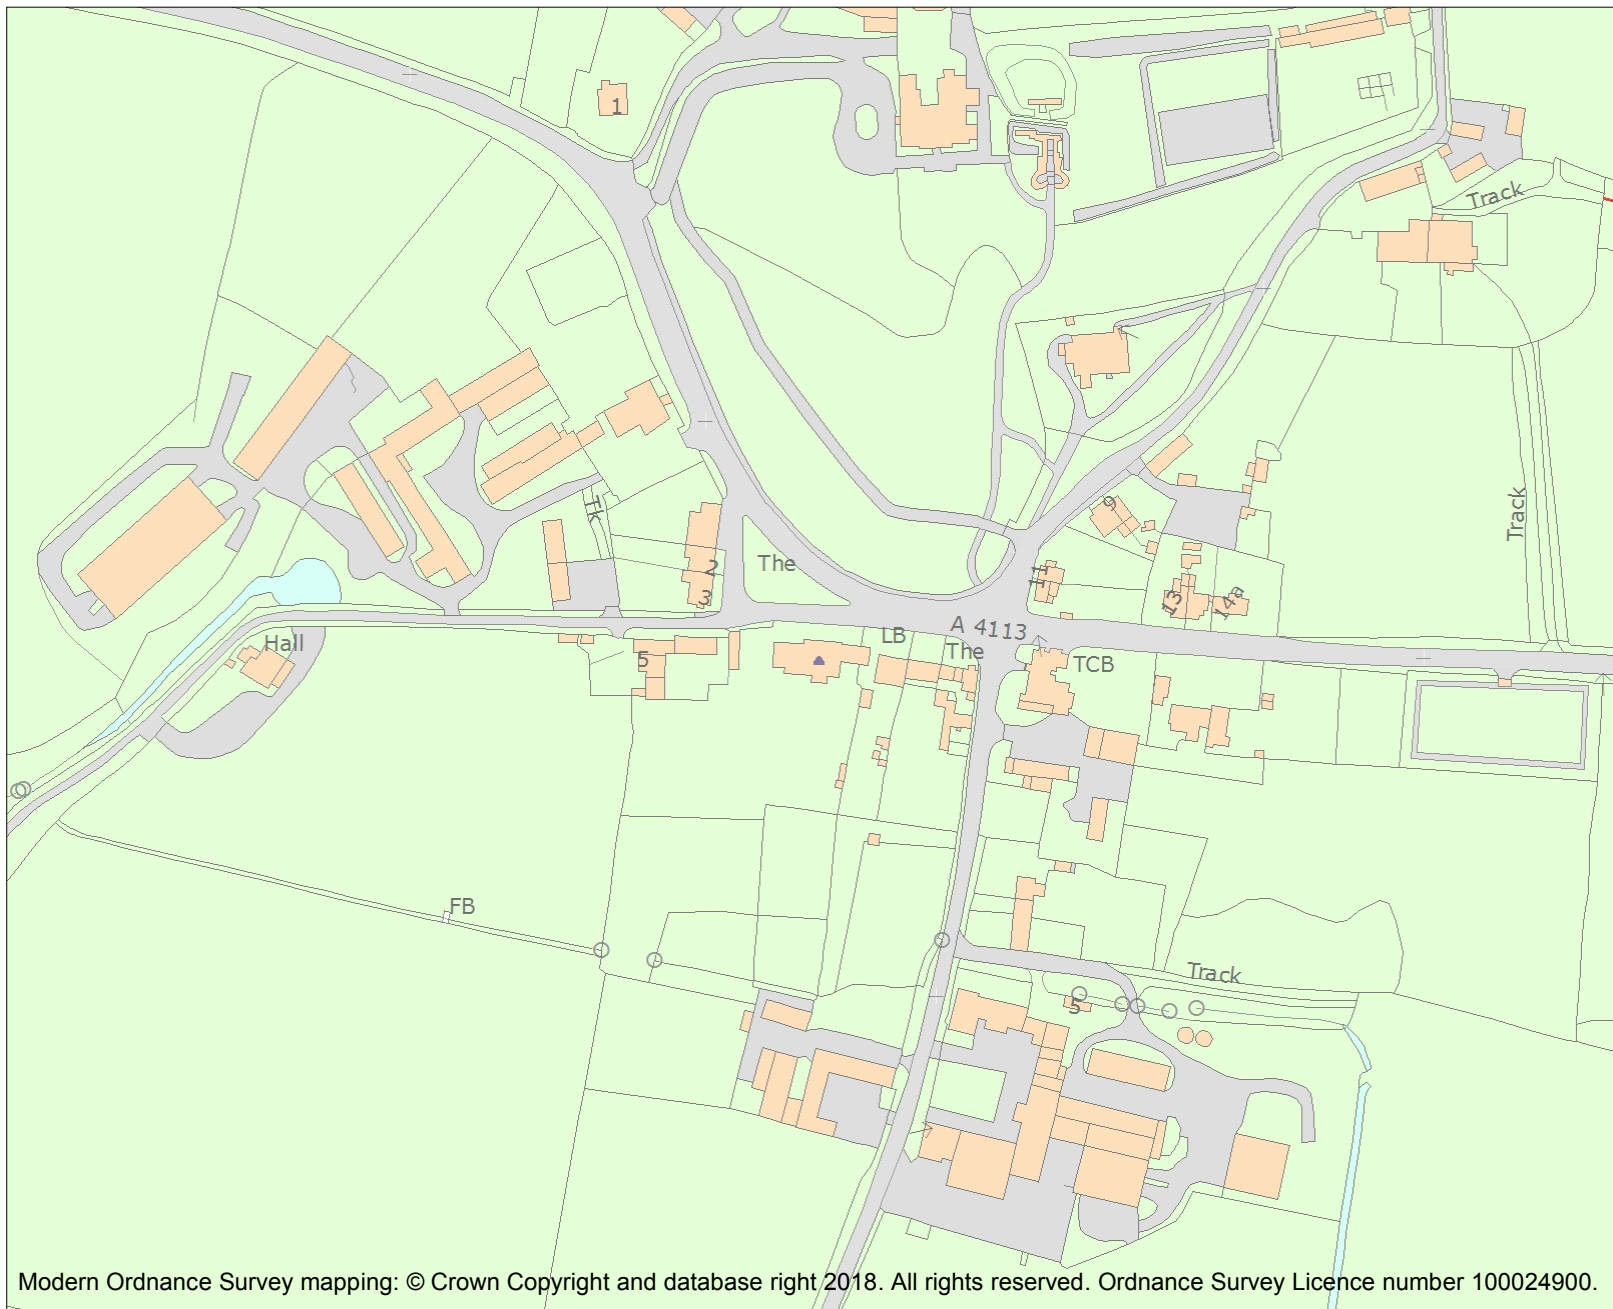 1
Track
Track
9
Tk
The
2
3
11
13
14a
Hall
5
LB
A 4113
The
TCB
FB
Track
5
Modern Ordnance Survey mapping: © Crown Copyright and database right 2018. All rights reserved. Ordnance Survey Licence number 100024900.